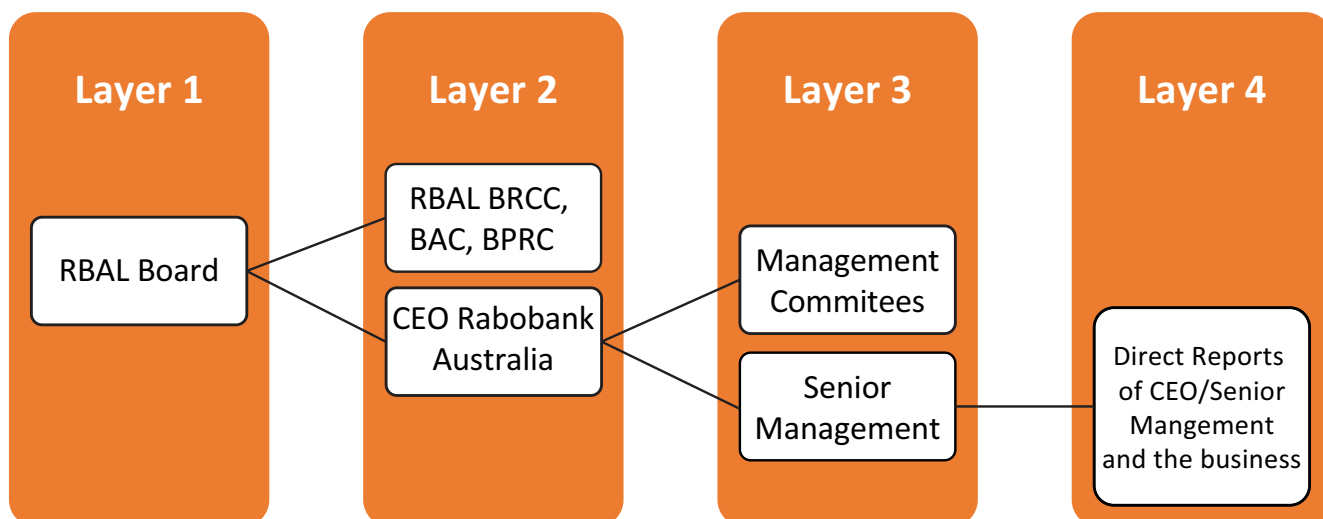 Layer 1
RBAL Board
Layer 2
RBAL BRCC,
BAC, BPRC
CEO Rabobank
Australia
Layer 3
Management
Commitees
Senior
Management
Layer 4
Direct Reports
of CEO/Senior
Mangement
and the business